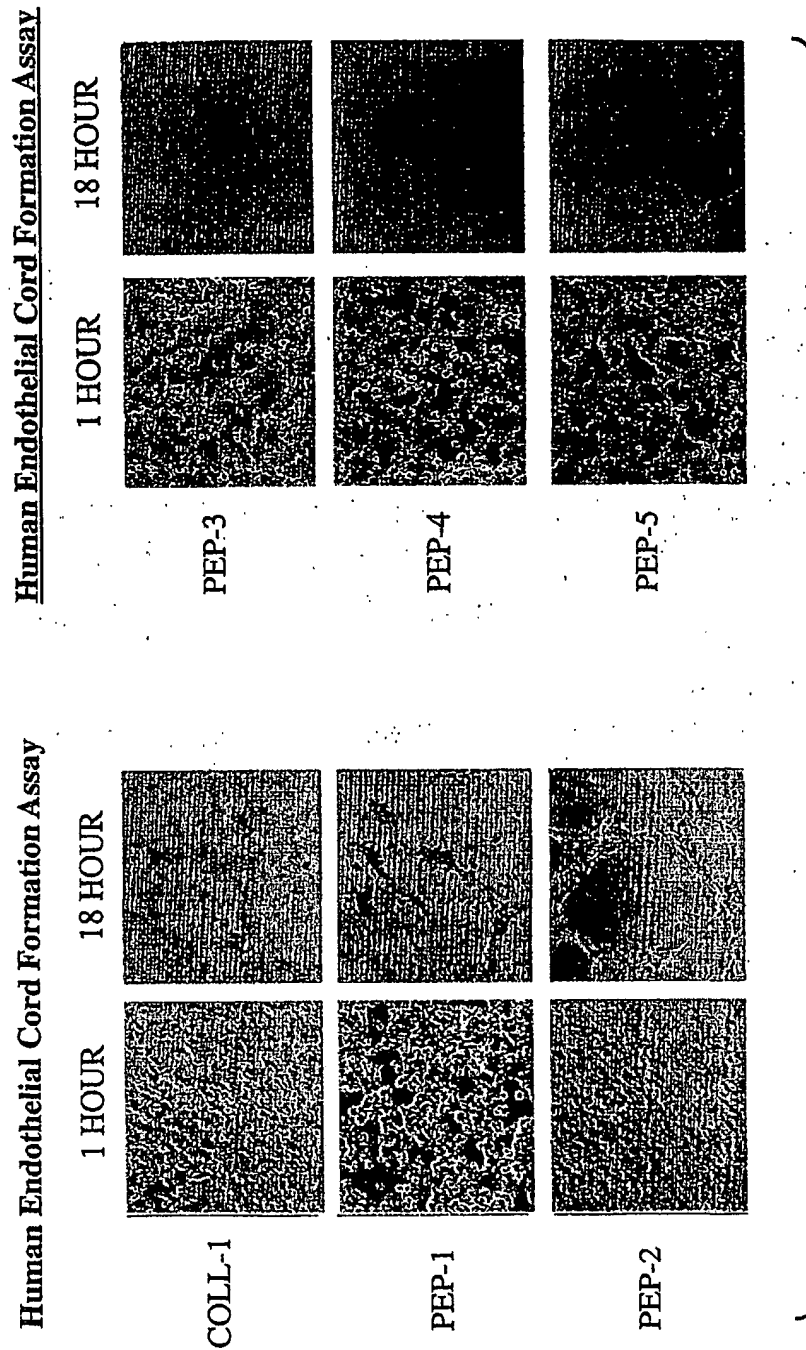 Human Endothelial Cord Formation Assay
1 HOUR 18 HOUR
COLL-1
PEP-1
PEP-2
Human Endothelial Cord Formation Assay
1 HOUR 18 HOUR
PEP-3
PEP-4
PEP-5